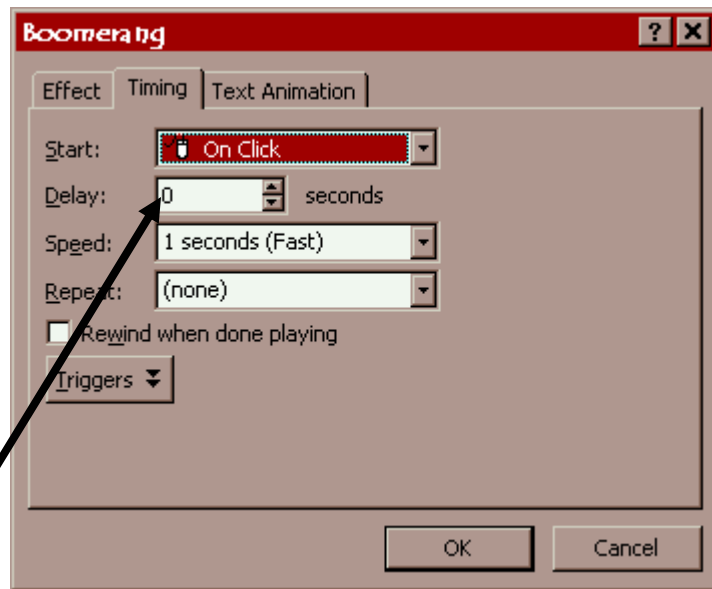 Boomerang ?
Effect Timing Text Animation
Start: On Click
Delay: 0 seconds
Speed: 1 seconds (Fast)
Repeat: (none)
Rewind when done playing
Triggers
OK Cancel